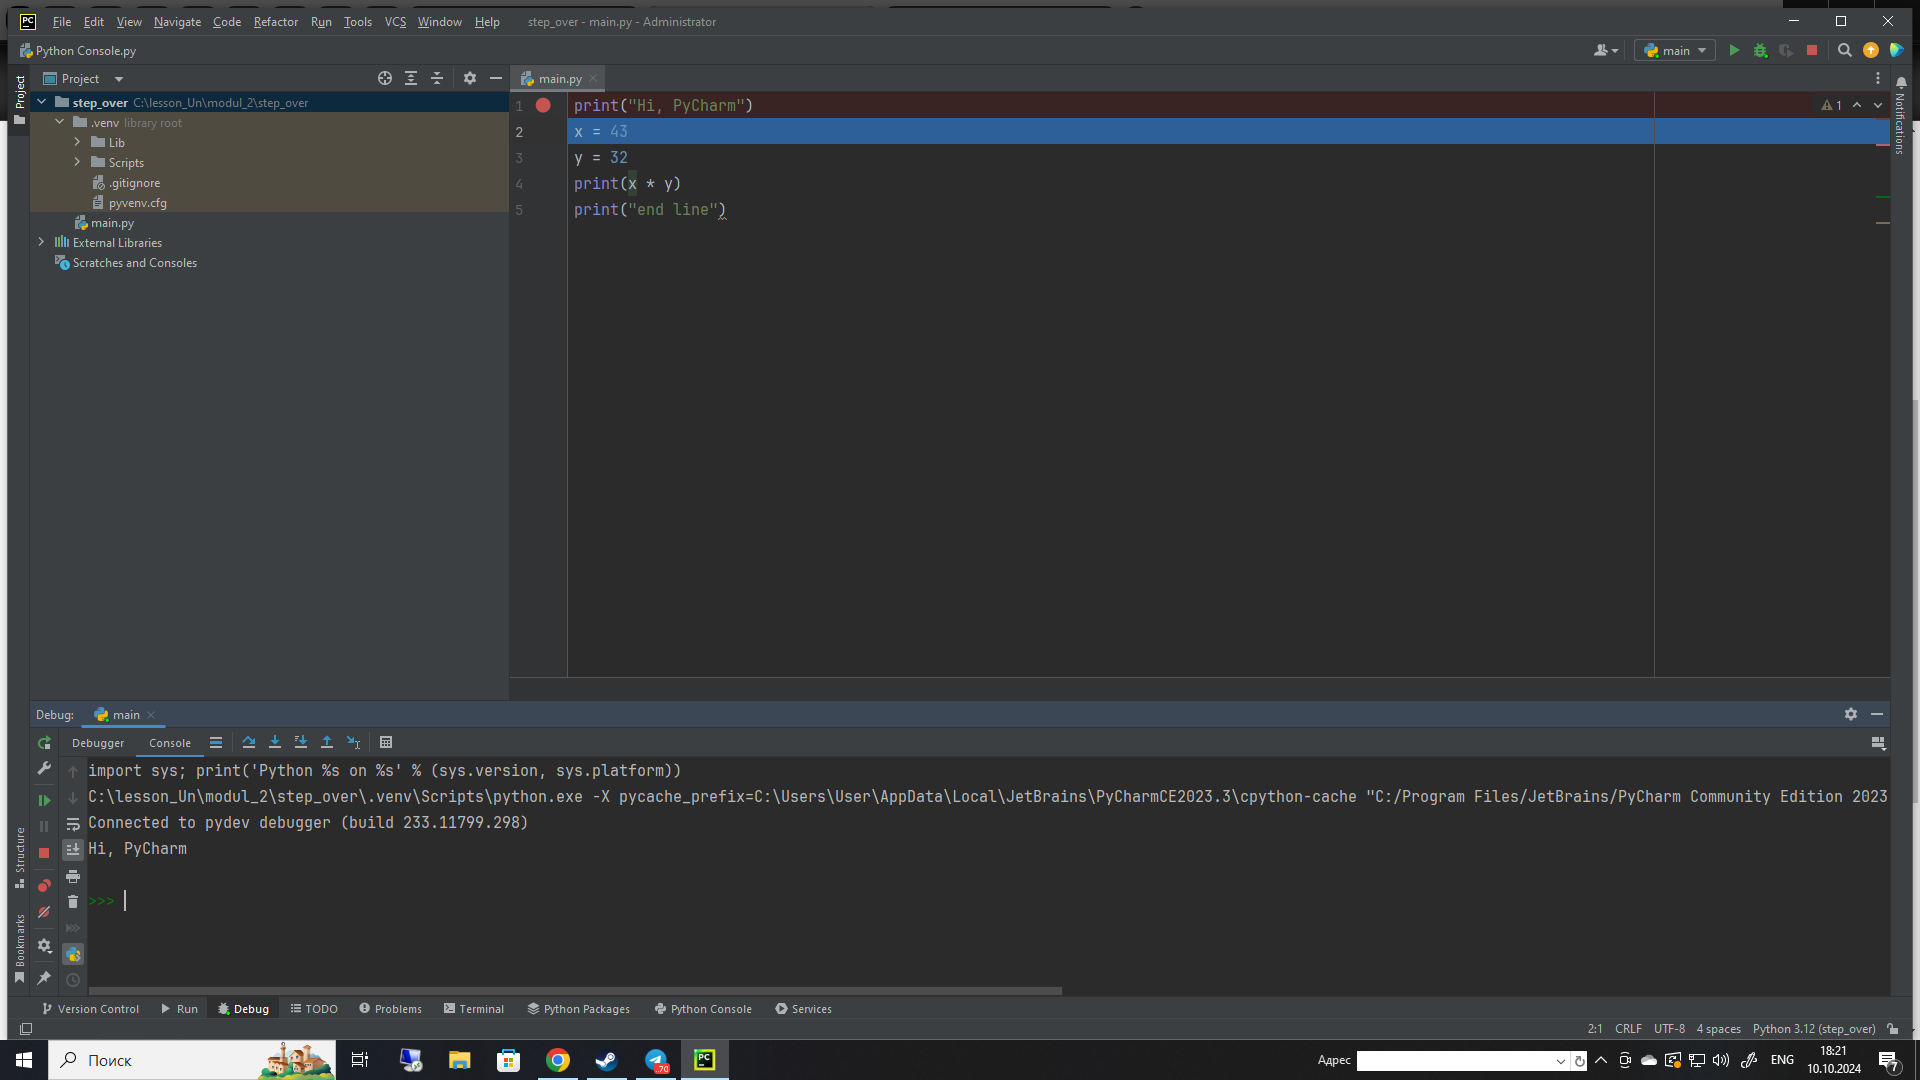 PC
File Edit View Navigate Code Refactor Run Tools VCS Window Help step_over - main.py - Administrator
Python Console.py
main
Project
Project
main.py
Notifications
step_over C:\lesson_Un\modul_2\step_over
.venv library root
Lib
Scripts
.gitignore
pyvenv.cfg
main.py
External Libraries
Scratches and Consoles
1 print("Hi, PyCharm")
1
2 x = 43
3 y = 32
4 print(x * y)
5 print("end line")
Debug: main
Debugger Console
import sys; print('Python %s on %s' % (sys.version, sys.platform))
C:\lesson_Un\modul_2\step_over\.venv\Scripts\python.exe -X pycache_prefix=C:\Users\User\AppData\Local\JetBrains\PyCharmCE2023.3\cpython-cache "C:/Program Files/JetBrains/PyCharm Community Edition 2023
Connected to pydev debugger (build 233.11799.298)
Hi, PyCharm
>>>
Structure
Bookmarks
Version Control Run Debug TODO Problems Terminal Python Packages Python Console Services
2:1 CRLF UTF-8 4 spaces Python 3.12 (step_over)
Поиск
70
PC
Адрес
ENG
18:21
10.10.2024
7